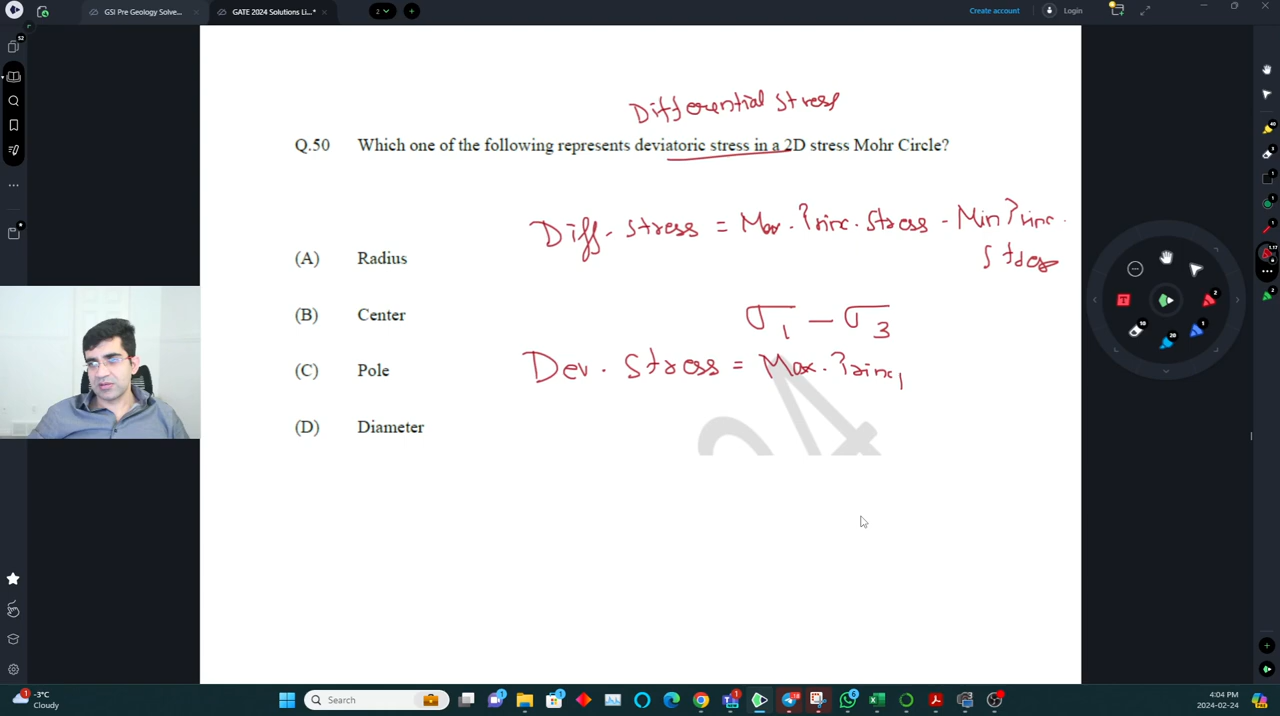 GSI Pre Geology Solve...
GATE 2024 Solutions Li...*
2
Create account
Login
52
Differential Stress
Q.50 Which one of the following represents deviatoric stress in a 2D stress Mohr Circle?
Diff. Stress = Max. Princ. Stress - Min Princ.
Stress
(A) Radius
(B) Center
σ1 - σ3
(C) Pole
Dev. Stress = Max. Princ
(D) Diameter
-3°C
Cloudy
Search
4:04 PM
2024-02-24